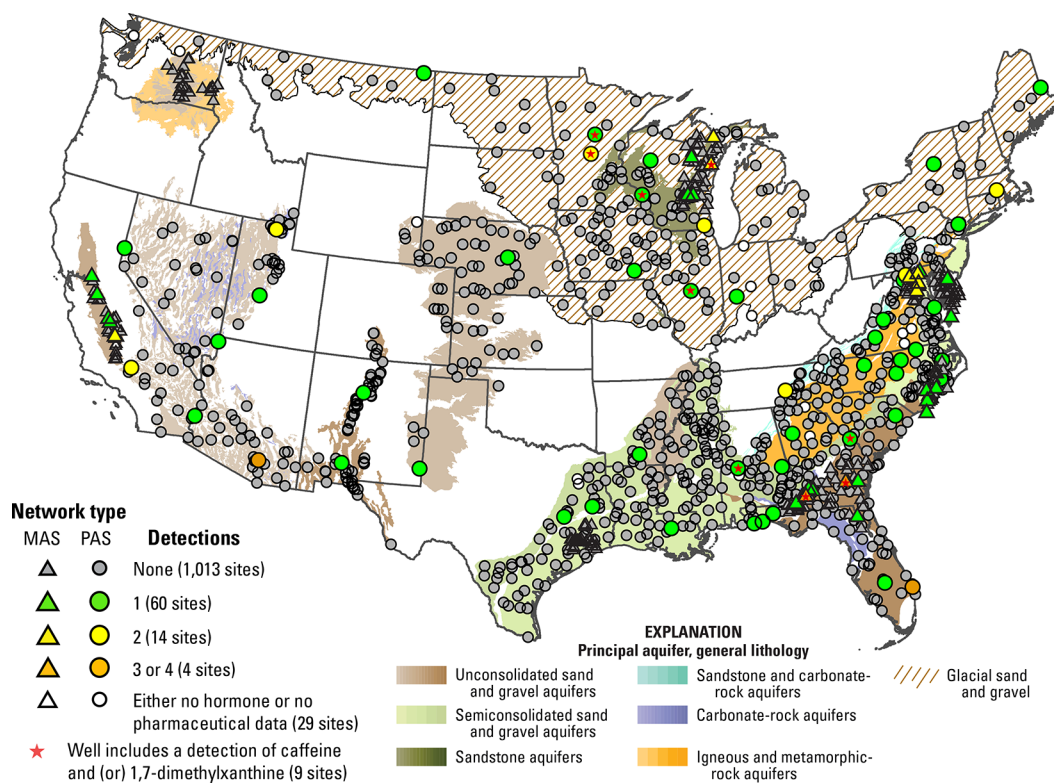 Network type
MAS PAS Detections
None (1,013 sites)
1 (60 sites)
2 (14 sites)
3 or 4 (4 sites)
Either no hormone or no
pharmaceutical data (29 sites)
Well includes a detection of caffeine
and (or) 1,7-dimethylxanthine (9 sites)
EXPLANATION
Principal aquifer, general lithology
Unconsolidated sand
and gravel aquifers
Semiconsolidated sand
and gravel aquifers
Sandstone aquifers
Sandstone and carbonate-
rock aquifers
Carbonate-rock aquifers
Igneous and metamorphic-
rock aquifers
Glacial sand
and gravel